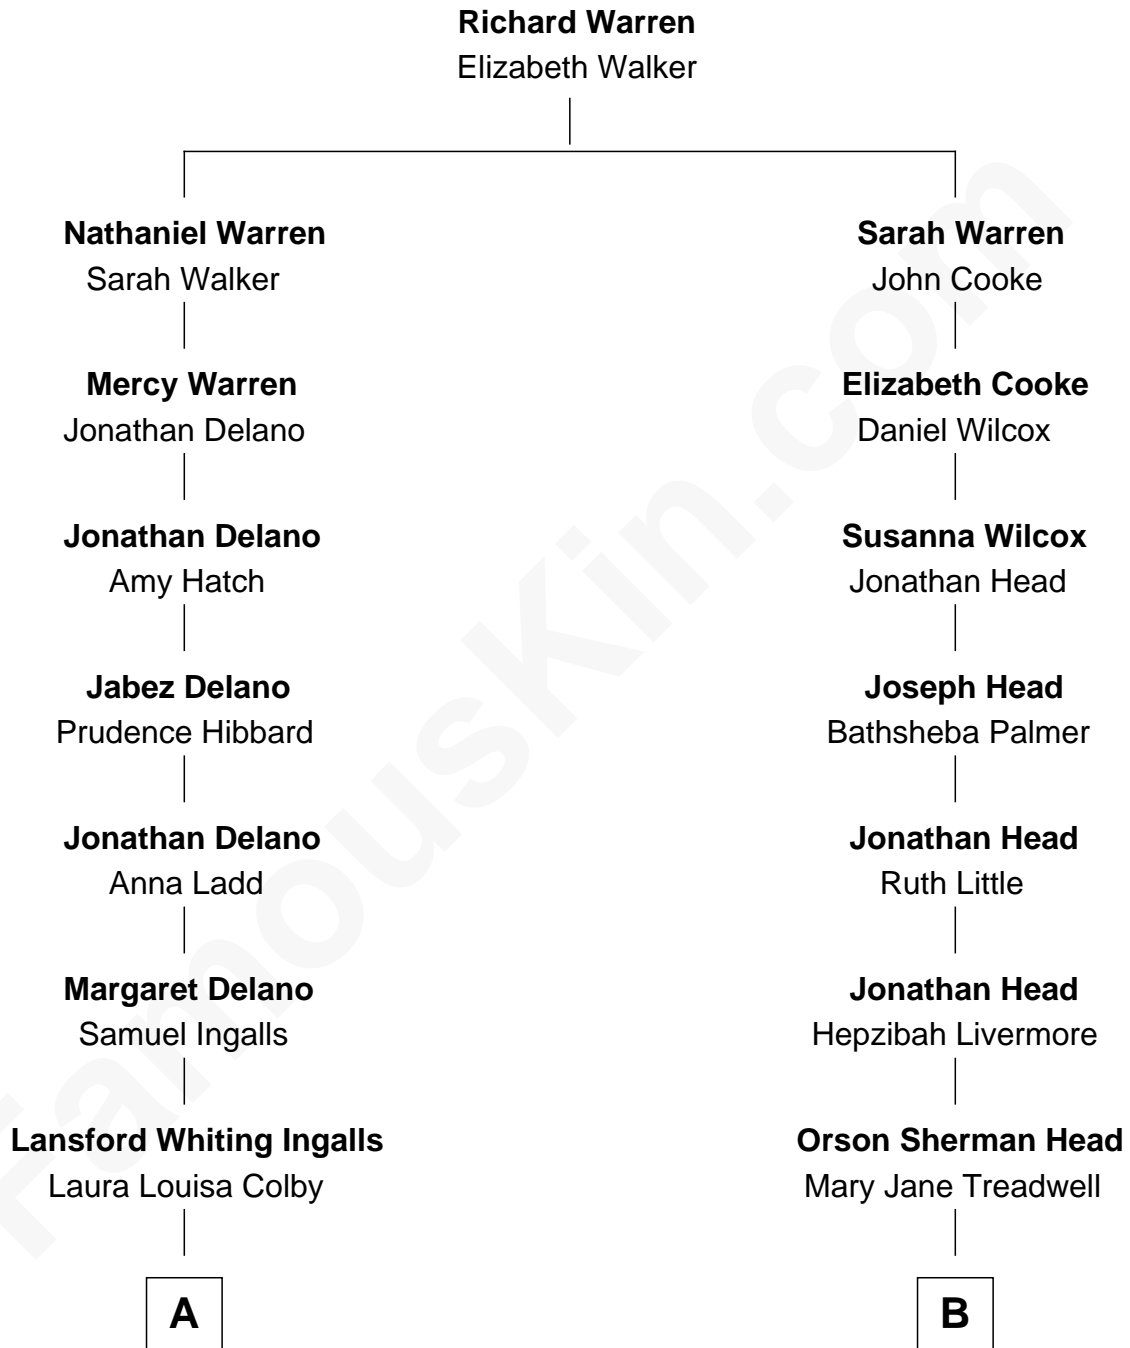 Richard Warren
Elizabeth Walker
Nathaniel Warren
Sarah Walker
Mercy Warren
Jonathan Delano
Jonathan Delano
Amy Hatch
Jabez Delano
Prudence Hibbard
Jonathan Delano
Anna Ladd
Margaret Delano
Samuel Ingalls
Lansford Whiting Ingalls
Laura Louisa Colby
A
Sarah Warren
John Cooke
Elizabeth Cooke
Daniel Wilcox
Susanna Wilcox
Jonathan Head
Joseph Head
Bathsheba Palmer
Jonathan Head
Ruth Little
Jonathan Head
Hepzibah Livermore
Orson Sherman Head
Mary Jane Treadwell
B
FamousKin.com